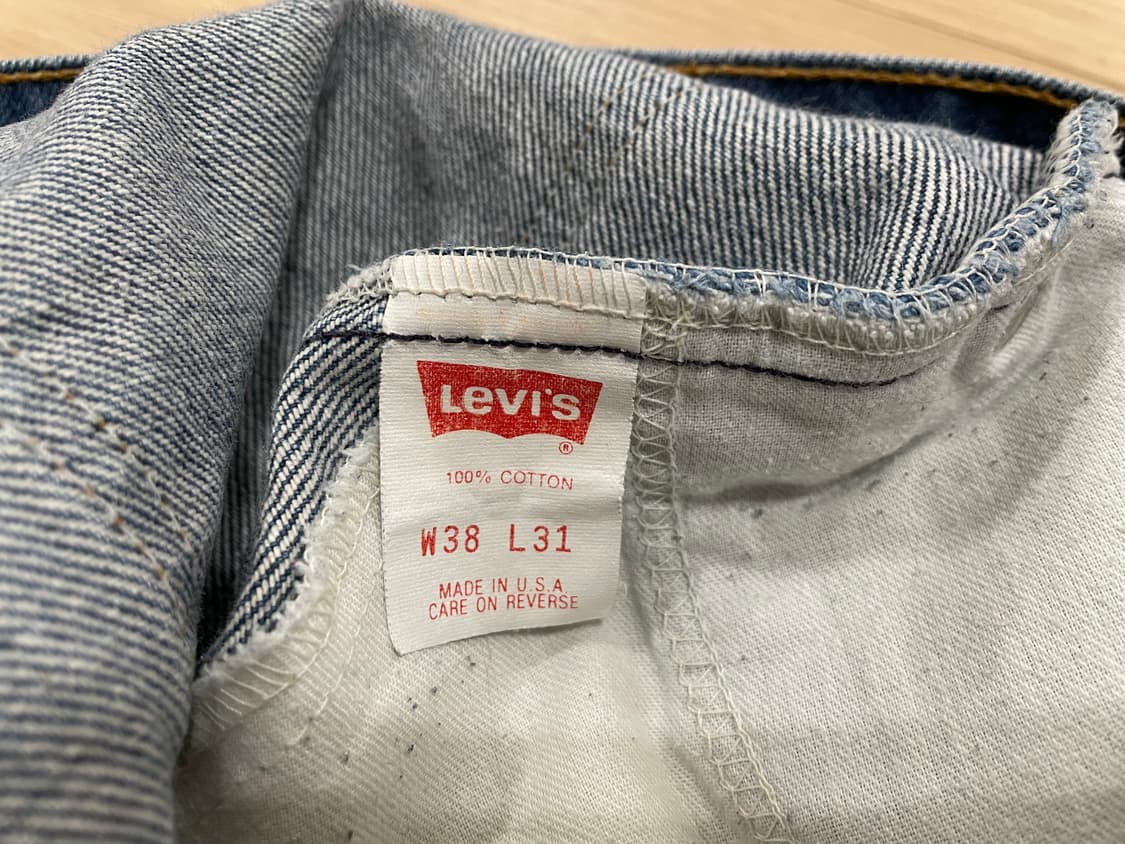 Levi's
®
100% COTTON
W38 L31
MADE IN U.S.A.
CARE ON REVERSE